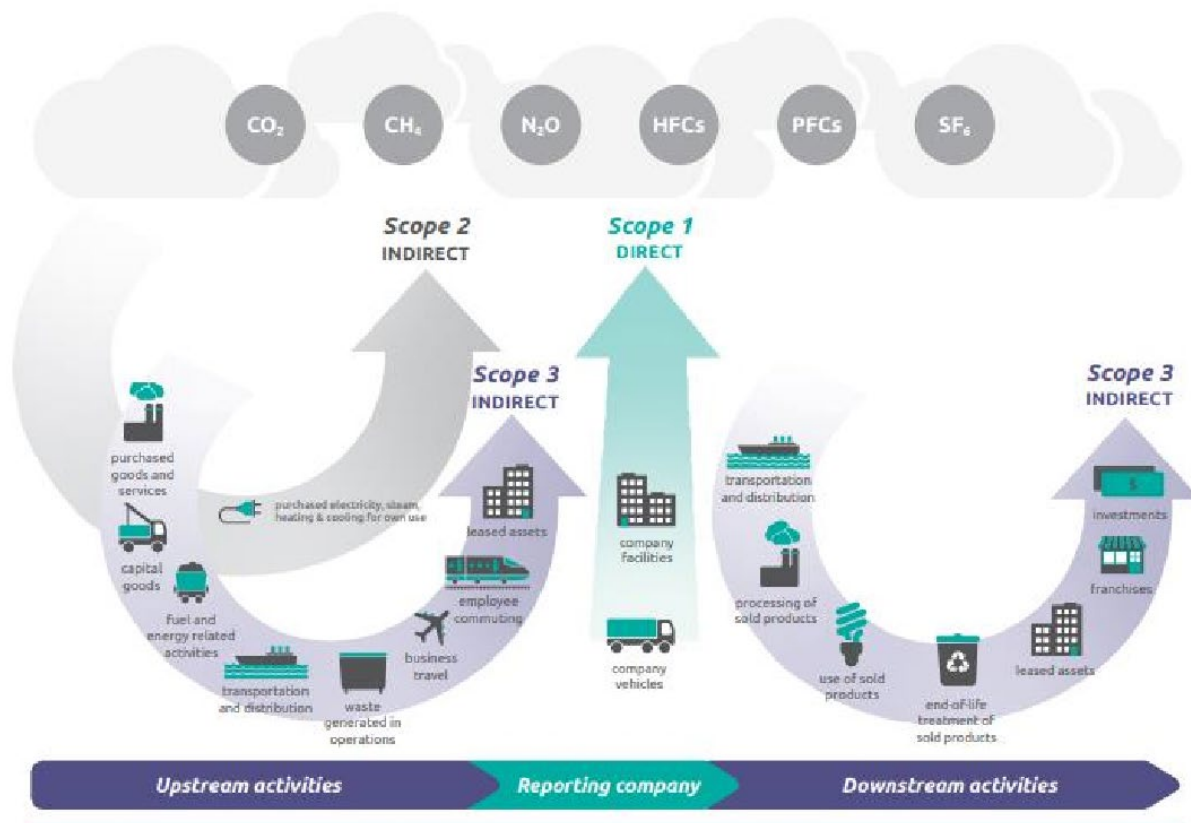 CO₂
CH₄
N₂O
HFCs
PFCs
SF₆
Scope 2
INDIRECT
Scope 1
DIRECT
Scope 3
INDIRECT
Scope 3
INDIRECT
purchased
goods and
services
capital
goods
fuel and
energy related
activities
purchased electricity, steam,
heating & cooling for own use
transportation
and distribution
waste
generated in
operations
business
travel
employee
commuting
leased assets
company
facilities
company
vehicles
transportation
and distribution
processing of
sold products
use of sold
products
end-of-life
treatment of
sold products
leased assets
franchises
$
investments
Upstream activities
Reporting company
Downstream activities